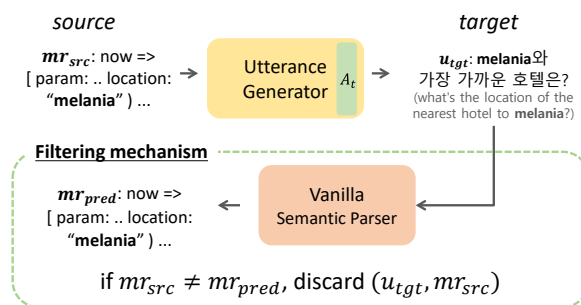 source
target
mr_src: now =>
[ param: .. location:
“melania” ) ...
Utterance
Generator
A_t
u_tgt: melania와
가장 가까운 호텔은?
(what's the location of the
nearest hotel to melania?)
Filtering mechanism
mr_pred: now =>
[ param: .. location:
“melania” ) ...
Vanilla
Semantic Parser
if mr_src ≠ mr_pred, discard (u_tgt, mr_src)